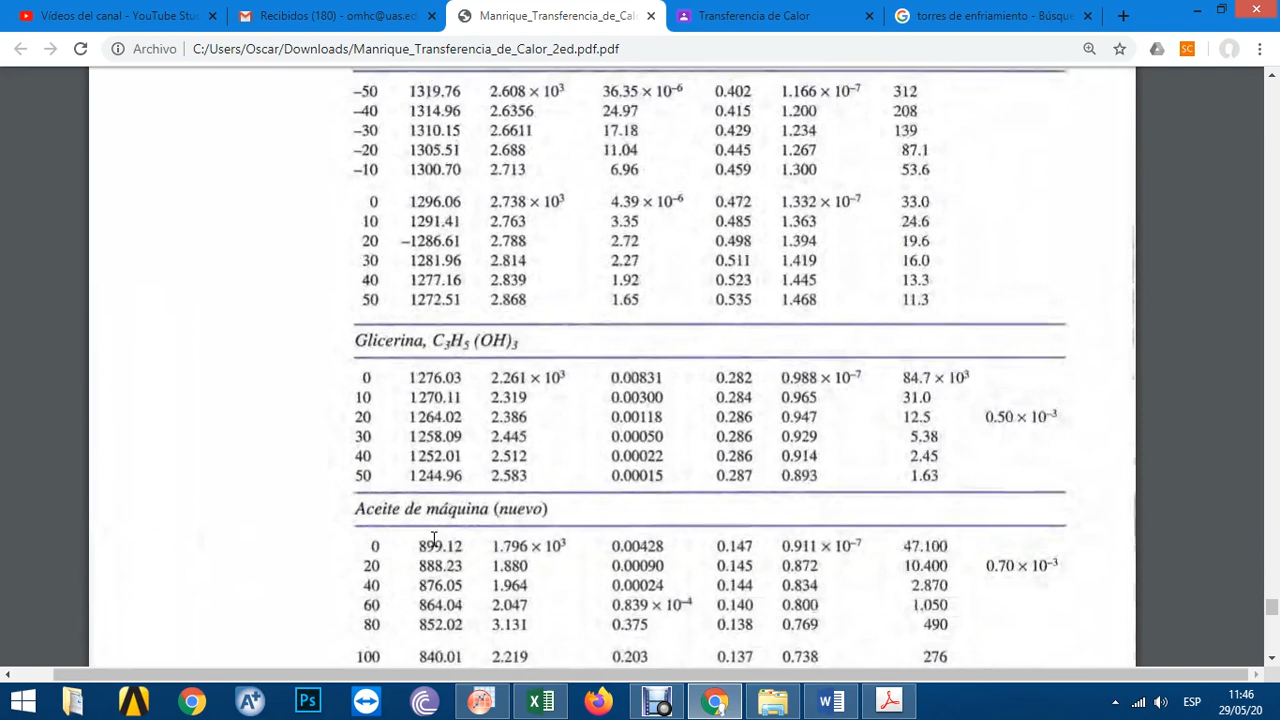 Vídeos del canal - YouTube Stu
Recibidos (180) - omhc@uas.ed
Manrique_Transferencia_de_Cal
Transferencia de Calor
torres de enfriamiento - Búsque
Archivo | C:/Users/Oscar/Downloads/Manrique_Transferencia_de_Calor_2ed.pdf.pdf
SC
–50 1319.76 2.608 × 10³ 36.35 × 10⁻⁶ 0.402 1.166 × 10⁻⁷ 312
–40 1314.96 2.6356 24.97 0.415 1.200 208
–30 1310.15 2.6611 17.18 0.429 1.234 139
–20 1305.51 2.688 11.04 0.445 1.267 87.1
–10 1300.70 2.713 6.96 0.459 1.300 53.6
0 1296.06 2.738 × 10³ 4.39 × 10⁻⁶ 0.472 1.332 × 10⁻⁷ 33.0
10 1291.41 2.763 3.35 0.485 1.363 24.6
20 –1286.61 2.788 2.72 0.498 1.394 19.6
30 1281.96 2.814 2.27 0.511 1.419 16.0
40 1277.16 2.839 1.92 0.523 1.445 13.3
50 1272.51 2.868 1.65 0.535 1.468 11.3
Glicerina, C₃H₅ (OH)₃
0 1276.03 2.261 × 10³ 0.00831 0.282 0.988 × 10⁻⁷ 84.7 × 10³
10 1270.11 2.319 0.00300 0.284 0.965 31.0
20 1264.02 2.386 0.00118 0.286 0.947 12.5 0.50 × 10⁻³
30 1258.09 2.445 0.00050 0.286 0.929 5.38
40 1252.01 2.512 0.00022 0.286 0.914 2.45
50 1244.96 2.583 0.00015 0.287 0.893 1.63
Aceite de máquina (nuevo)
0 899.12 1.796 × 10³ 0.00428 0.147 0.911 × 10⁻⁷ 47.100
20 888.23 1.880 0.00090 0.145 0.872 10.400 0.70 × 10⁻³
40 876.05 1.964 0.00024 0.144 0.834 2.870
60 864.04 2.047 0.839 × 10⁻⁴ 0.140 0.800 1.050
80 852.02 3.131 0.375 0.138 0.769 490
100 840.01 2.219 0.203 0.137 0.738 276
Ps
ESP
11:46
29/05/20